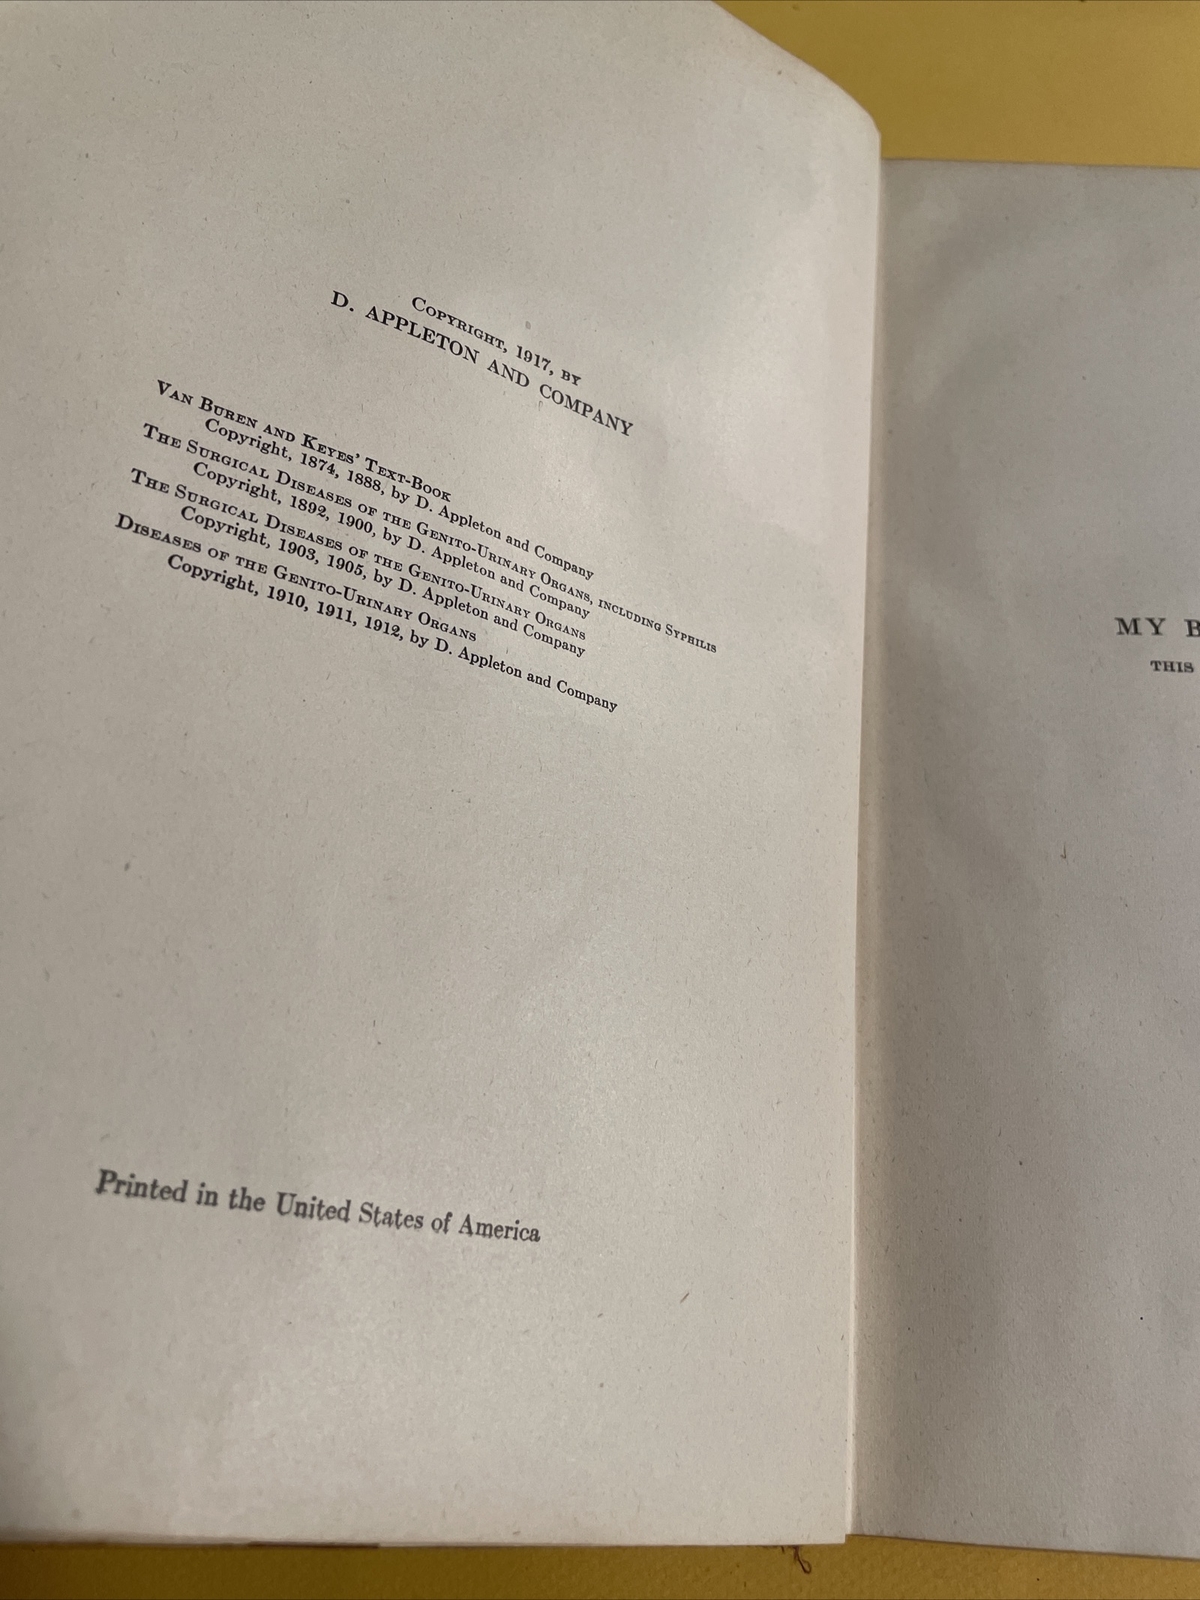 Copyright, 1917, by
D. APPLETON AND COMPANY
Van Buren and Keyes' Text-Book
Copyright, 1874, 1888, by D. Appleton and Company
The Surgical Diseases of the Genito-Urinary Organs, including Syphilis
Copyright, 1892, 1900, by D. Appleton and Company
The Surgical Diseases of the Genito-Urinary Organs
Copyright, 1903, 1905, by D. Appleton and Company
Diseases of the Genito-Urinary Organs
Copyright, 1910, 1911, 1912, by D. Appleton and Company
Printed in the United States of America
MY B
THIS